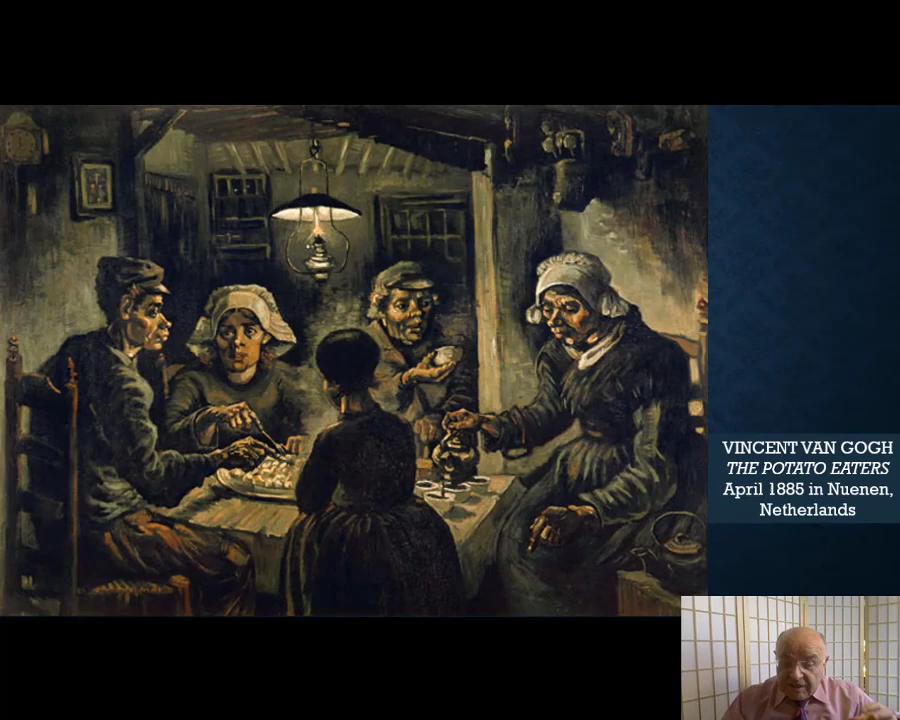 VINCENT VAN GOGH
THE POTATO EATERS
April 1885 in Nuenen,
Netherlands